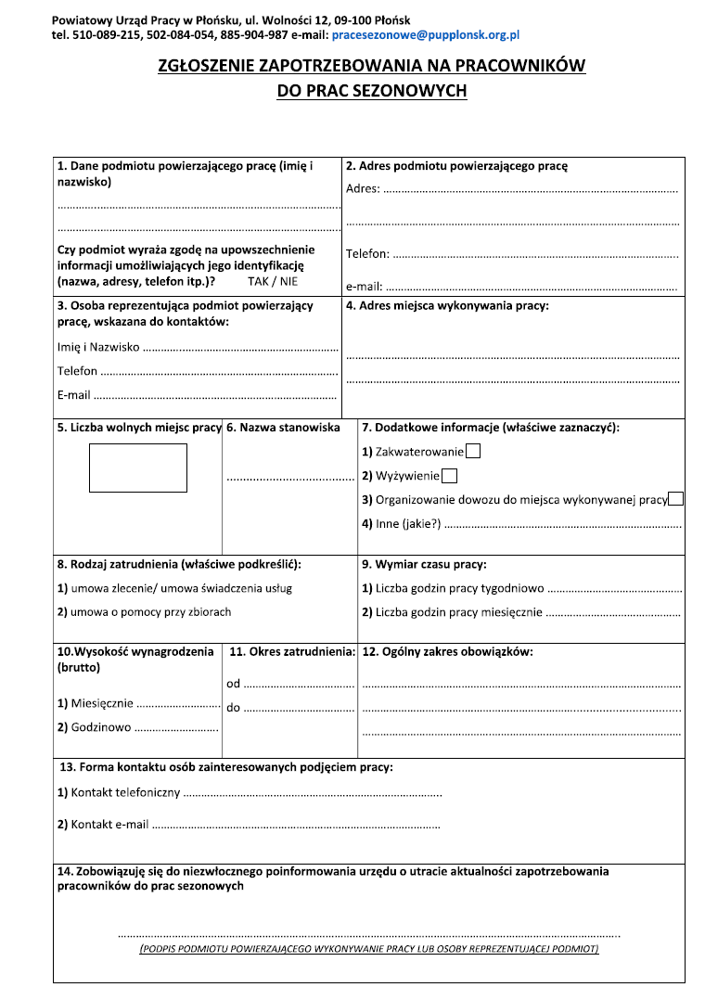 Powiatowy Urząd Pracy w Płońsku, ul. Wolności 12, 09-100 Płońsk
tel. 510-089-215, 502-084-054, 885-904-987 e-mail: pracesezonowe@pupplonsk.org.pl
ZGŁOSZENIE ZAPOTRZEBOWANIA NA PRACOWNIKÓW
DO PRAC SEZONOWYCH
1. Dane podmiotu powierzającego pracę (imię i
nazwisko)
……………………………………………………………………
……………………………………………………………………
Czy podmiot wyraża zgodę na upowszechnienie
informacji umożliwiających jego identyfikację
(nazwa, adresy, telefon itp.)? TAK / NIE
2. Adres podmiotu powierzającego pracę
Adres: ……………………………………………………………………….
…………………………………………………………………………………
Telefon: ……………………………………………………………………..
e-mail: ……………………………………………………………………….
3. Osoba reprezentująca podmiot powierzający
pracę, wskazana do kontaktów:
Imię i Nazwisko ………………………………………………
Telefon ………………………………………………………….
E-mail ……………………………………………………………
4. Adres miejsca wykonywania pracy:
…………………………………………………………………………………
…………………………………………………………………………………
5. Liczba wolnych miejsc pracy
6. Nazwa stanowiska
......................................
7. Dodatkowe informacje (właściwe zaznaczyć):
1) Zakwaterowanie
2) Wyżywienie
3) Organizowanie dowozu do miejsca wykonywanej pracy
4) Inne (jakie?) ………………………………………………………….
8. Rodzaj zatrudnienia (właściwe podkreślić):
1) umowa zlecenie/ umowa świadczenia usług
2) umowa o pomocy przy zbiorach
9. Wymiar czasu pracy:
1) Liczba godzin pracy tygodniowo ………………………………
2) Liczba godzin pracy miesięcznie ………………………………
10.Wysokość wynagrodzenia
(brutto)
1) Miesięcznie …………………….
2) Godzinowo …………………….
11. Okres zatrudnienia:
od ………………………….
do ………………………….
12. Ogólny zakres obowiązków:
……………………………………………………………………………
……………………………………………………………………………
……………………………………………………………………………
13. Forma kontaktu osób zainteresowanych podjęciem pracy:
1) Kontakt telefoniczny ……………………………………………………………..
2) Kontakt e-mail ……………………………………………………………………
14. Zobowiązuję się do niezwłocznego poinformowania urzędu o utracie aktualności zapotrzebowania
pracowników do prac sezonowych
…………………………………………………………………………………………………………………………..
(PODPIS PODMIOTU POWIERZAJĄCEGO WYKONYWANIE PRACY LUB OSOBY REPREZENTUJĄCEJ PODMIOT)